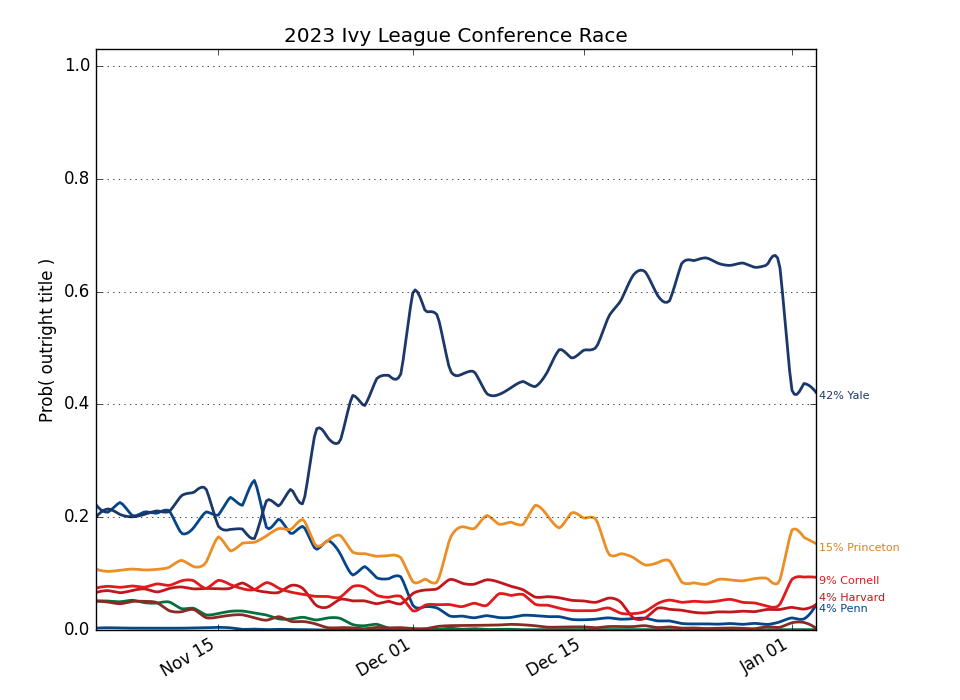 2023 Ivy League Conference Race
1.0
0.8
0.6
0.4
0.2
0.0
Prob( outright title )
Nov 15
Dec 01
Dec 15
Jan 01
42% Yale
15% Princeton
9% Cornell
4% Harvard
4% Penn